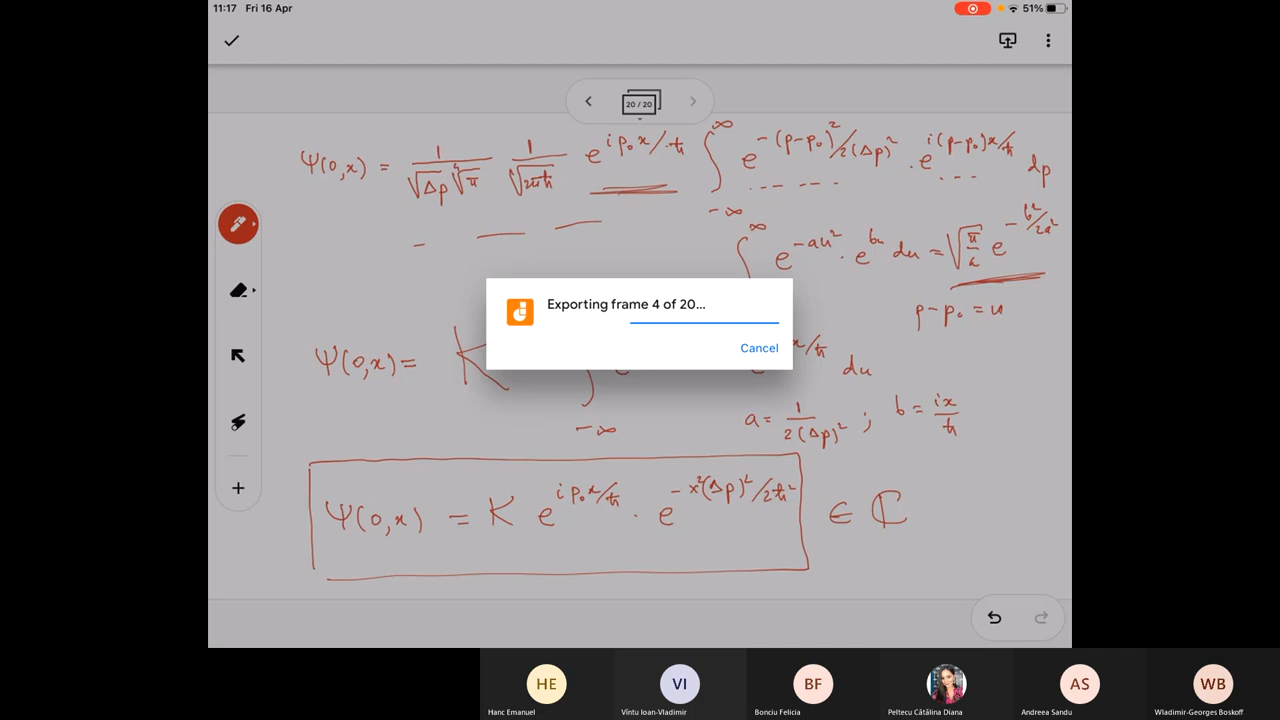 11:17 Fri 16 Apr 51%
20 / 20
Ψ(0,x) = 1/(√Δp ∜π) 1/√(2πħ) e^{i p₀x/ħ} ∫_{-∞}^{∞} e^{-(p-p₀)²/2(Δp)²} · e^{i(p-p₀)x/ħ} dp
∫^{∞} e^{-au²} · e^{bu} du = √(π/a) e^{-b²/2a²}
Exporting frame 4 of 20...
p-p₀ = u
Cancel
Ψ(0,x) = K ∫_{-∞} e x/ħ du
a = 1/2(Δp)² ; b = ix/ħ
Ψ(0,x) = K e^{i p₀x/ħ} · e^{-x²(Δp)²/2ħ²} ∈ ℂ
HE VI BF AS WB
Hanc Emanuel Vîntu Ioan-Vladimir Bonciu Felicia Peltecu Cătălina Diana Andreea Sandu Wladimir-Georges Boskoff